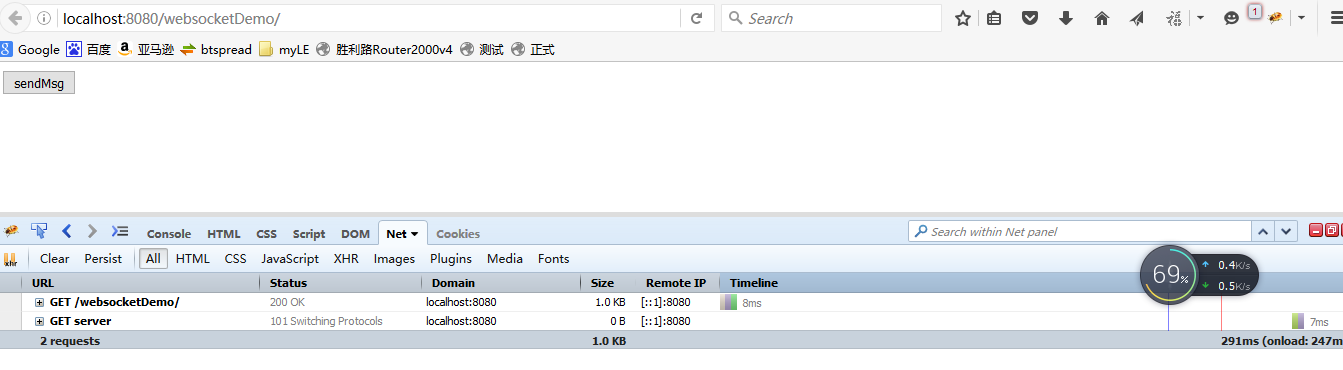 localhost:8080/websocketDemo/ Search 1
Google 百度 亚马逊 btspread myLE 胜利路Router2000v4 测试 正式
sendMsg
Console HTML CSS Script DOM Net Cookies Search within Net panel
xhr Clear Persist All HTML CSS JavaScript XHR Images Plugins Media Fonts
URL Status Domain Size Remote IP Timeline
GET /websocketDemo/ 200 OK localhost:8080 1.0 KB [::1]:8080 8ms
GET server 101 Switching Protocols localhost:8080 0 B [::1]:8080 7ms
2 requests 1.0 KB 291ms (onload: 247m
69% 0.4K/s
0.5K/s